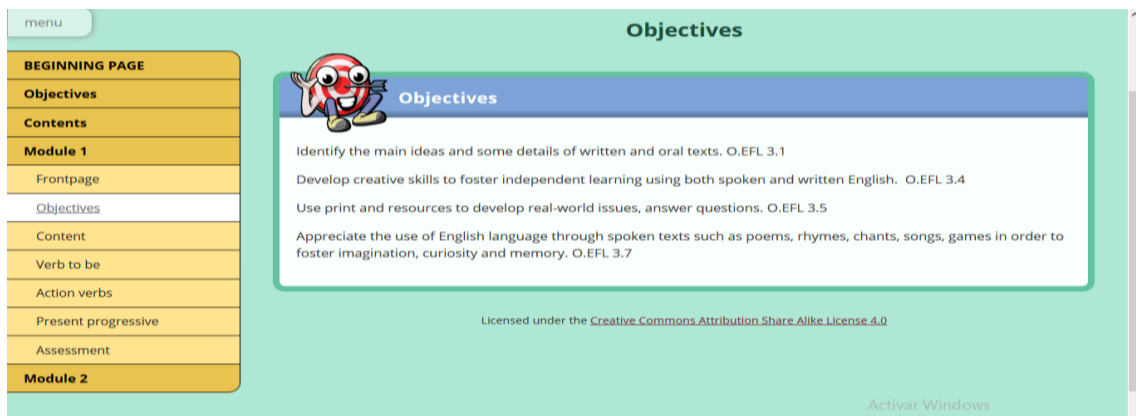 menu
Objectives
BEGINNING PAGE
Objectives
Contents
Module 1
Frontpage
Objectives
Content
Verb to be
Action verbs
Present progressive
Assessment
Module 2
Objectives
Identify the main ideas and some details of written and oral texts. O.EFL 3.1
Develop creative skills to foster independent learning using both spoken and written English. O.EFL 3.4
Use print and resources to develop real-world issues, answer questions. O.EFL 3.5
Appreciate the use of English language through spoken texts such as poems, rhymes, chants, songs, games in order to
foster imagination, curiosity and memory. O.EFL 3.7
Licensed under the Creative Commons Attribution Share Alike License 4.0
Activar Windows